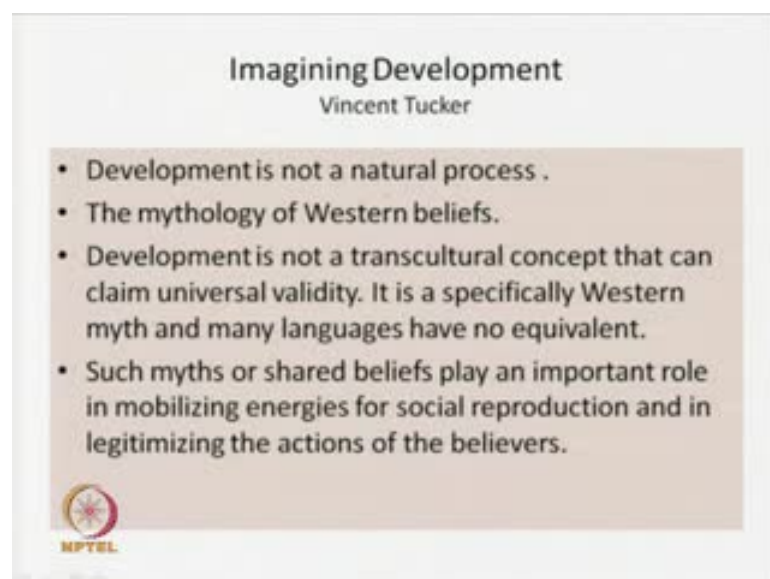 Imagining Development
Vincent Tucker
• Development is not a natural process .
• The mythology of Western beliefs.
• Development is not a transcultural concept that can
claim universal validity. It is a specifically Western
myth and many languages have no equivalent.
• Such myths or shared beliefs play an important role
in mobilizing energies for social reproduction and in
legitimizing the actions of the believers.
NPTEL